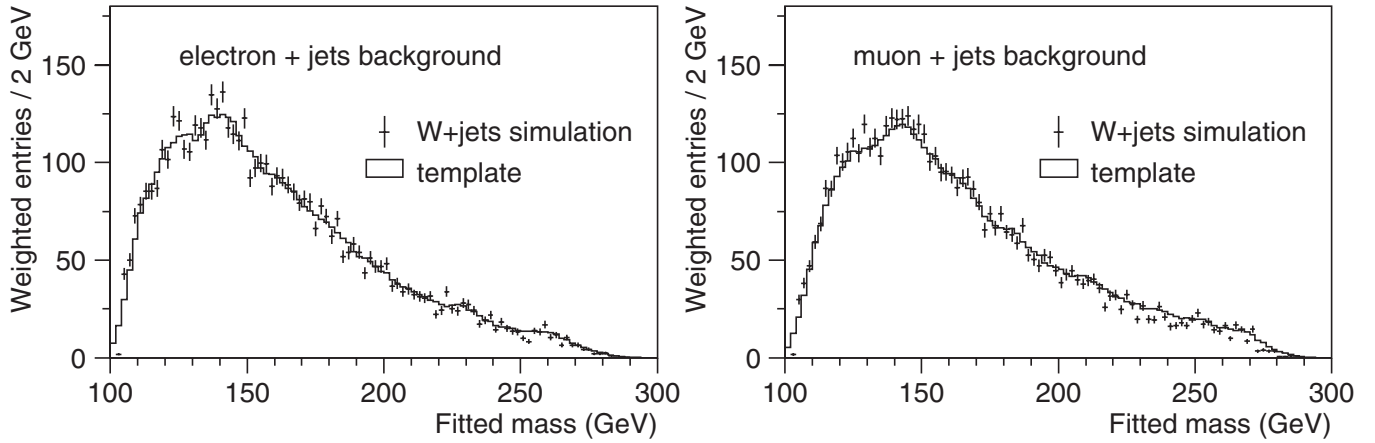 Weighted entries / 2 GeV
150
100
50
0
electron + jets background
W+jets simulation
template
100 150 200 250 300
Fitted mass (GeV)
Weighted entries / 2 GeV
150
100
50
0
muon + jets background
W+jets simulation
template
100 150 200 250 300
Fitted mass (GeV)